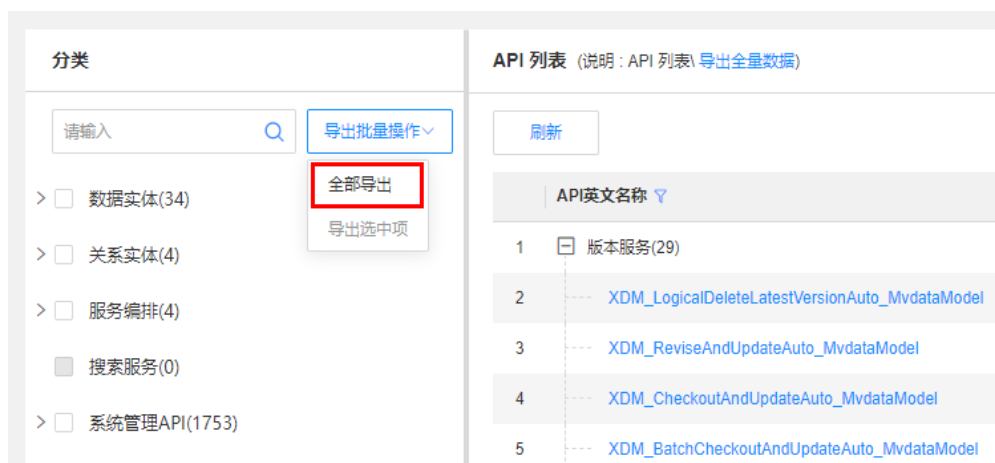 分类
请输入
导出批量操作
全部导出
导出选中项
数据实体(34)
关系实体(4)
服务编排(4)
搜索服务(0)
系统管理API(1753)
API 列表 (说明 : API 列表\ 导出全量数据)
刷新
API英文名称
1 版本服务(29)
2 XDM_LogicalDeleteLatestVersionAuto_MvdataModel
3 XDM_ReviseAndUpdateAuto_MvdataModel
4 XDM_CheckoutAndUpdateAuto_MvdataModel
5 XDM_BatchCheckoutAndUpdateAuto_MvdataModel